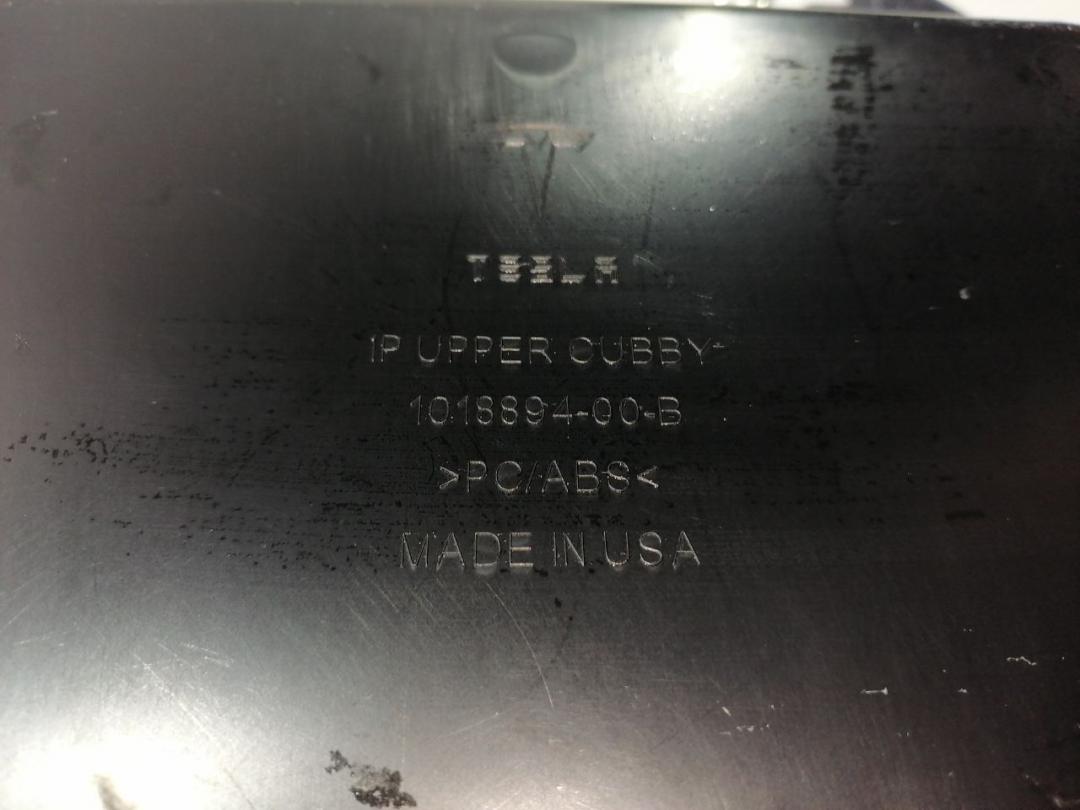 TESLA
IP UPPER CUBBY
1018894-00-B
>PC/ABS<
MADE IN USA